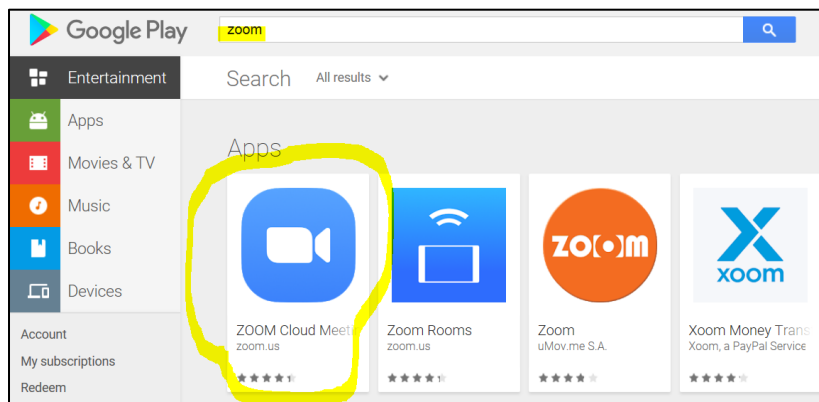 Google Play
zoom
Entertainment
Search All results
Apps
Movies & TV
Music
Books
Devices
Account
My subscriptions
Redeem
Apps
ZOOM Cloud Meeti
zoom.us
Zoom Rooms
zoom.us
ZOOM
Zoom
uMov.me S.A.
xoom
Xoom Money Trans
Xoom, a PayPal Service